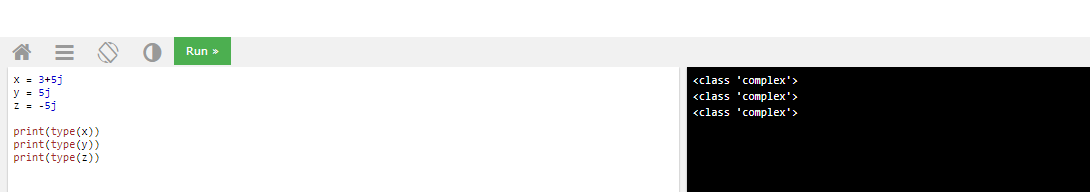 Run »
x = 3+5j
y = 5j
z = -5j
print(type(x))
print(type(y))
print(type(z))
<class 'complex'>
<class 'complex'>
<class 'complex'>